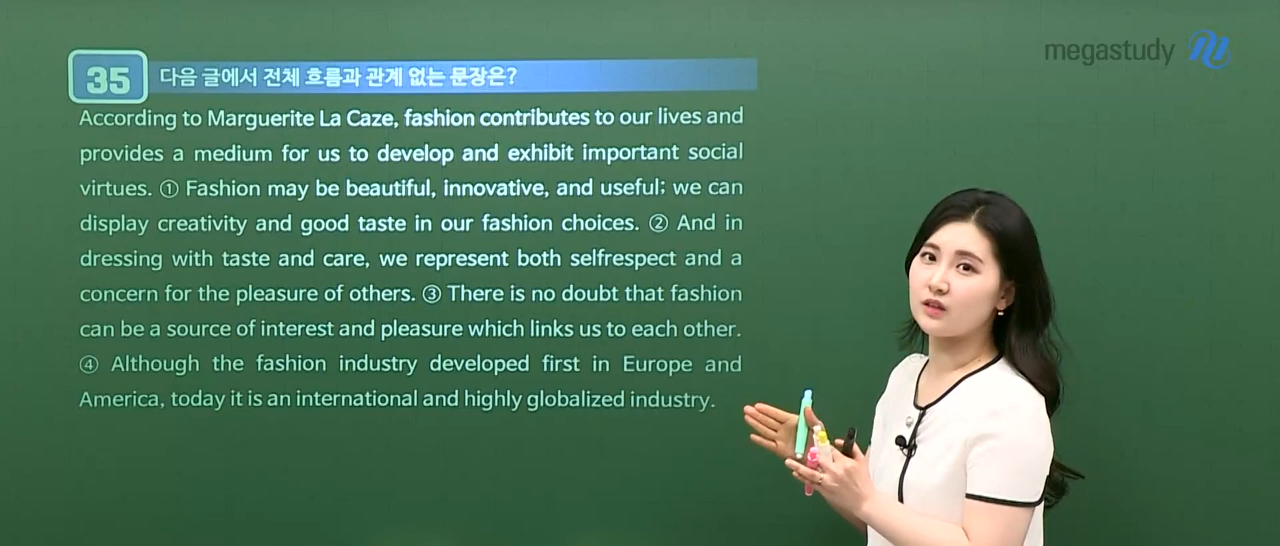 megastudy
35 다음 글에서 전체 흐름과 관계 없는 문장은?
According to Marguerite La Caze, fashion contributes to our lives and
provides a medium for us to develop and exhibit important social
virtues. ① Fashion may be beautiful, innovative, and useful; we can
display creativity and good taste in our fashion choices. ② And in
dressing with taste and care, we represent both selfrespect and a
concern for the pleasure of others. ③ There is no doubt that fashion
can be a source of interest and pleasure which links us to each other.
④ Although the fashion industry developed first in Europe and
America, today it is an international and highly globalized industry.